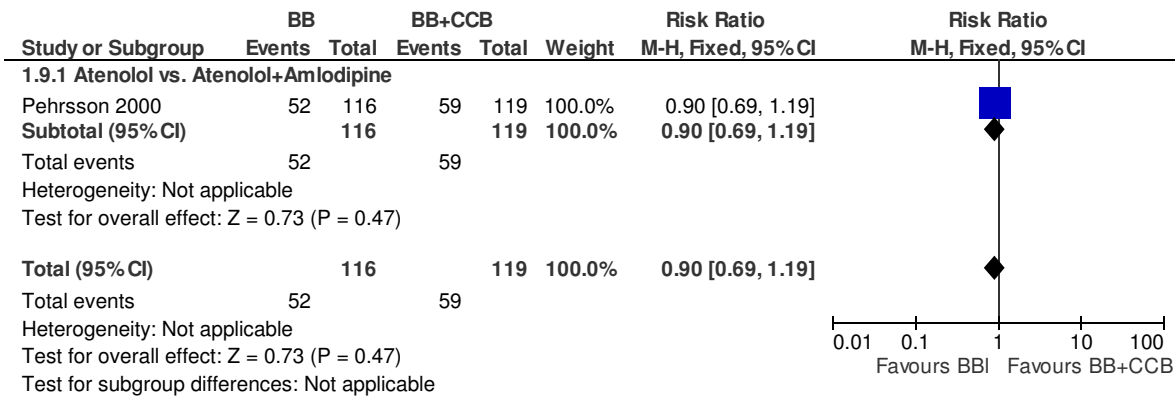 BB BB+CCB Risk Ratio Risk Ratio
Study or Subgroup Events Total Events Total Weight M-H, Fixed, 95% CI M-H, Fixed, 95% CI
1.9.1 Atenolol vs. Atenolol+Amlodipine
Pehrsson 2000 52 116 59 119 100.0% 0.90 [0.69, 1.19]
Subtotal (95% CI) 116 119 100.0% 0.90 [0.69, 1.19]
Total events 52 59
Heterogeneity: Not applicable
Test for overall effect: Z = 0.73 (P = 0.47)
Total (95% CI) 116 119 100.0% 0.90 [0.69, 1.19]
Total events 52 59
Heterogeneity: Not applicable
Test for overall effect: Z = 0.73 (P = 0.47)
Test for subgroup differences: Not applicable
0.01 0.1 1 10 100
Favours BBl Favours BB+CCB